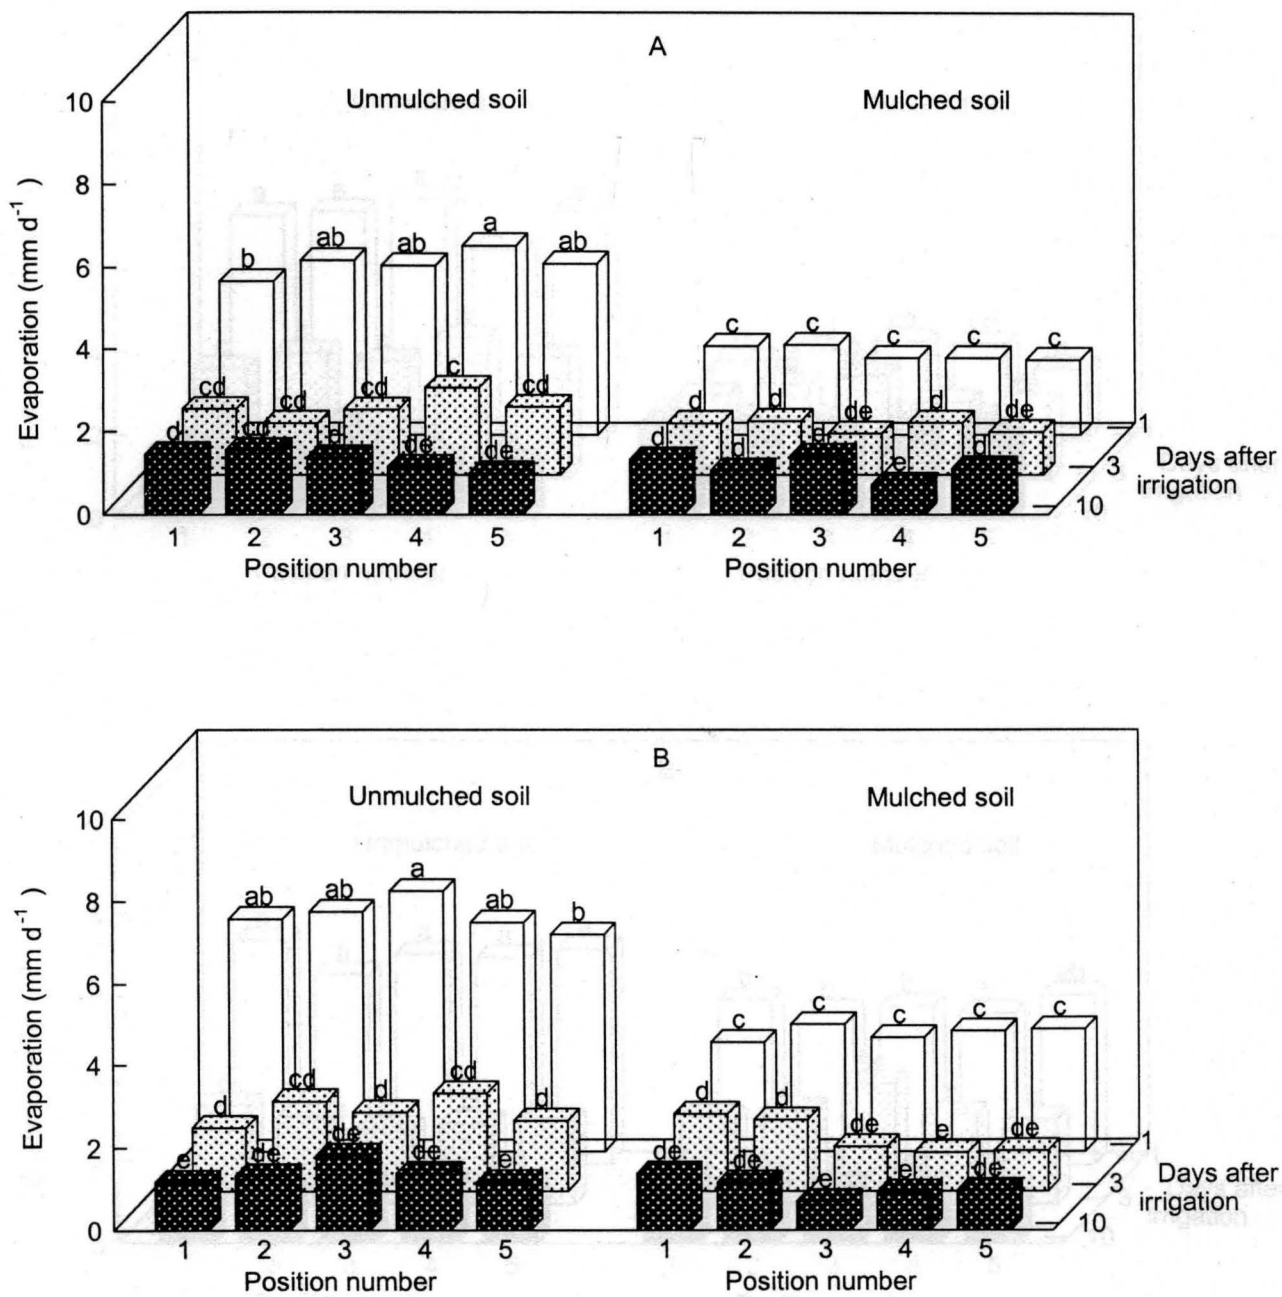 A
Unmulched soil
Mulched soil
Evaporation (mm d-1 )
10
8
6
4
2
0
b
ab
ab
a
ab
c
c
c
c
c
cd
cd
cd
c
cd
d
d
de
d
de
d
cd
d
de
de
d
d
d
e
d
1
2
3
4
5
1
2
3
4
5
Position number
Position number
1
3
10
Days after
irrigation
B
Unmulched soil
Mulched soil
Evaporation (mm d-1 )
10
8
6
4
2
0
ab
ab
a
ab
b
c
c
c
c
c
d
cd
d
cd
d
d
d
de
e
de
e
de
de
de
e
de
de
e
e
de
1
2
3
4
5
1
2
3
4
5
Position number
Position number
1
3
10
Days after
irrigation